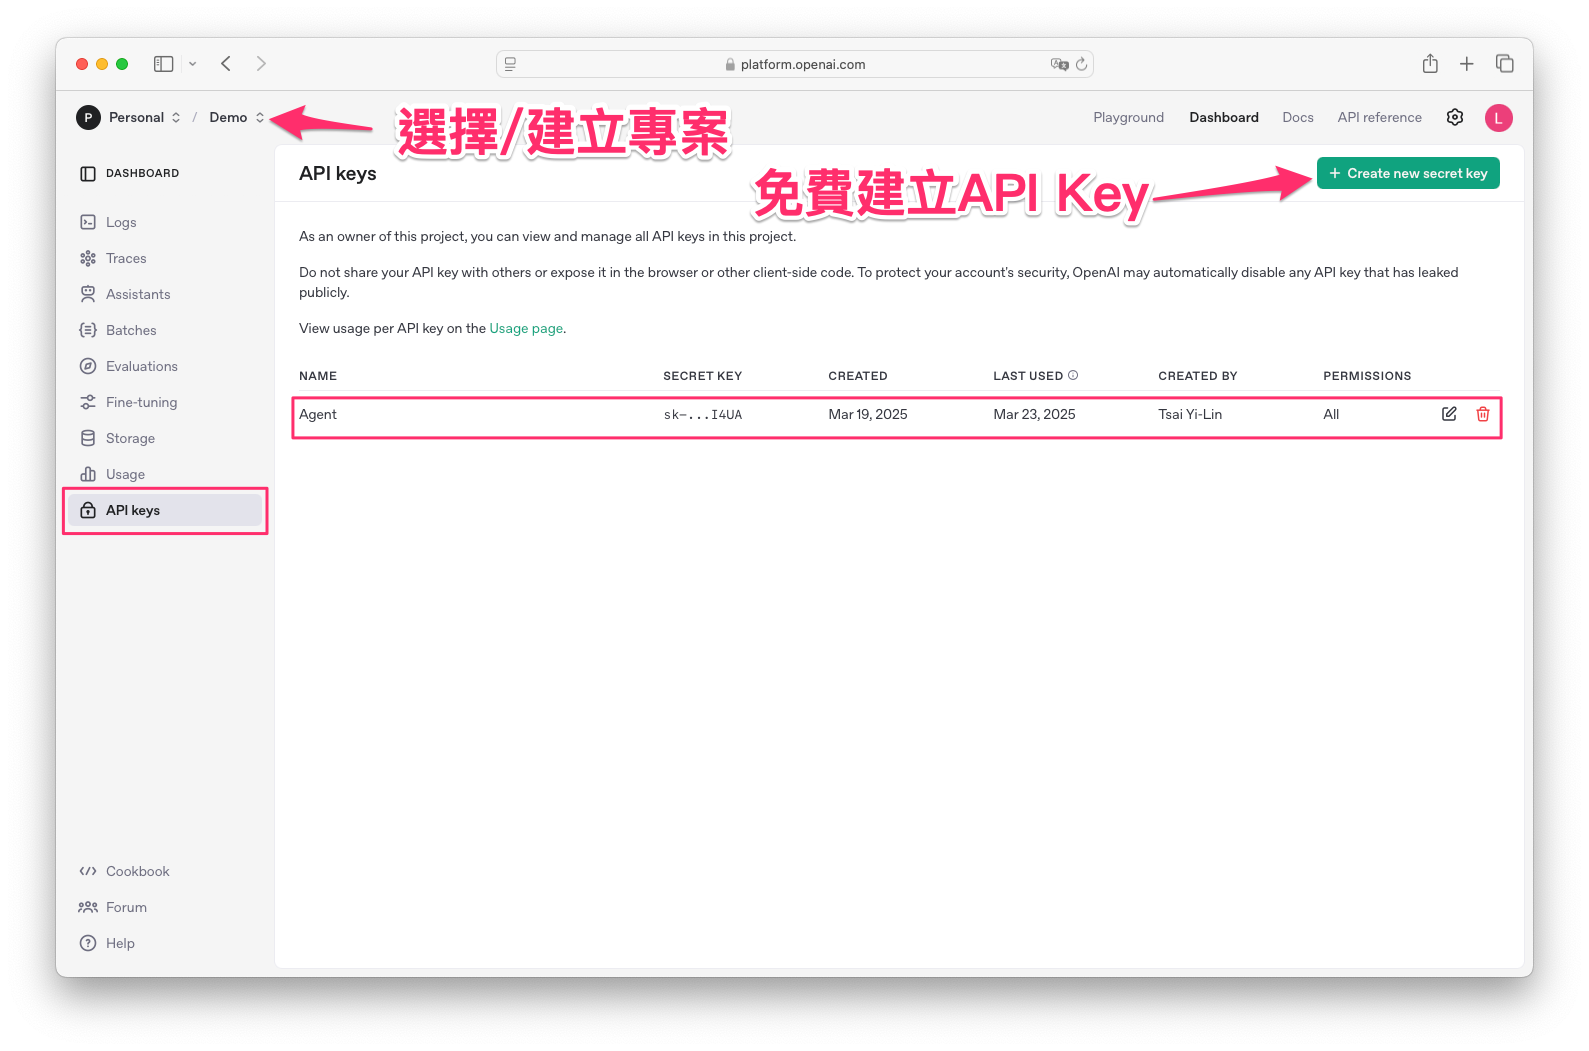 platform.openai.com
P Personal / Demo
選擇/建立專案
Playground Dashboard Docs API reference L
DASHBOARD
API keys
免費建立API Key
+ Create new secret key
Logs
Traces
Assistants
Batches
Evaluations
Fine-tuning
Storage
Usage
API keys
As an owner of this project, you can view and manage all API keys in this project.
Do not share your API key with others or expose it in the browser or other client-side code. To protect your account's security, OpenAI may automatically disable any API key that has leaked
publicly.
View usage per API key on the Usage page.
NAME SECRET KEY CREATED LAST USED CREATED BY PERMISSIONS
Agent sk-...I4UA Mar 19, 2025 Mar 23, 2025 Tsai Yi-Lin All
Cookbook
Forum
Help